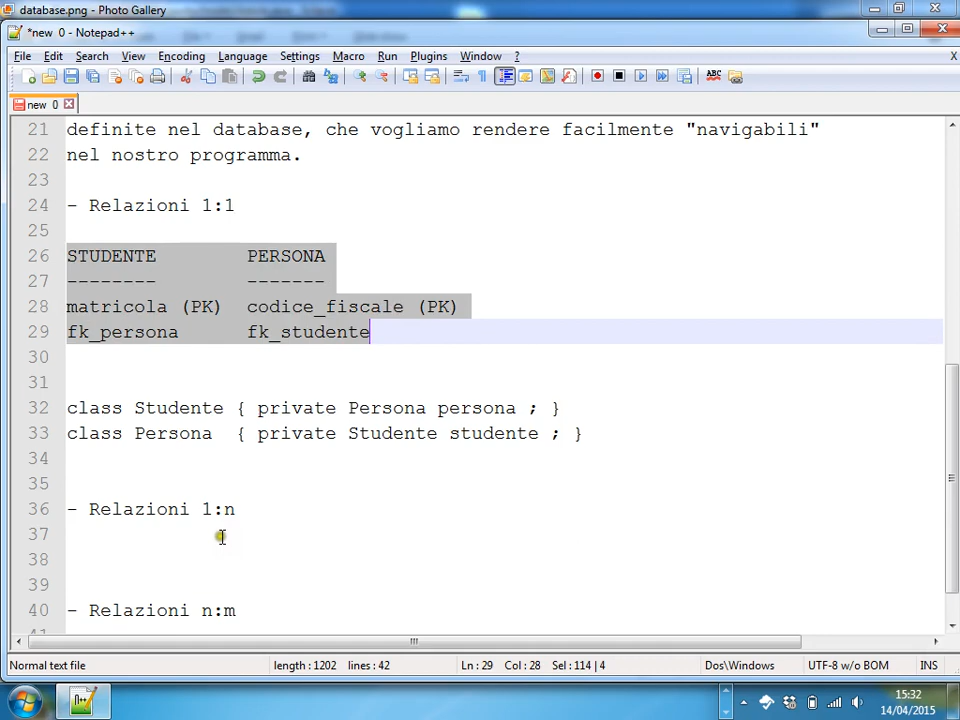 database.png - Photo Gallery
*new 0 - Notepad++
File Edit Search View Encoding Language Settings Macro Run Plugins Window ? X
new 0
21 definite nel database, che vogliamo rendere facilmente "navigabili"
22 nel nostro programma.
23
24 - Relazioni 1:1
25
26 STUDENTE PERSONA
27 -------- -------
28 matricola (PK) codice_fiscale (PK)
29 fk_persona fk_studente
30
31
32 class Studente { private Persona persona ; }
33 class Persona { private Studente studente ; }
34
35
36 - Relazioni 1:n
37
38
39
40 - Relazioni n:m
41
Normal text file length : 1202 lines : 42 Ln : 29 Col : 28 Sel : 114 | 4 Dos\Windows UTF-8 w/o BOM INS
15:32
14/04/2015